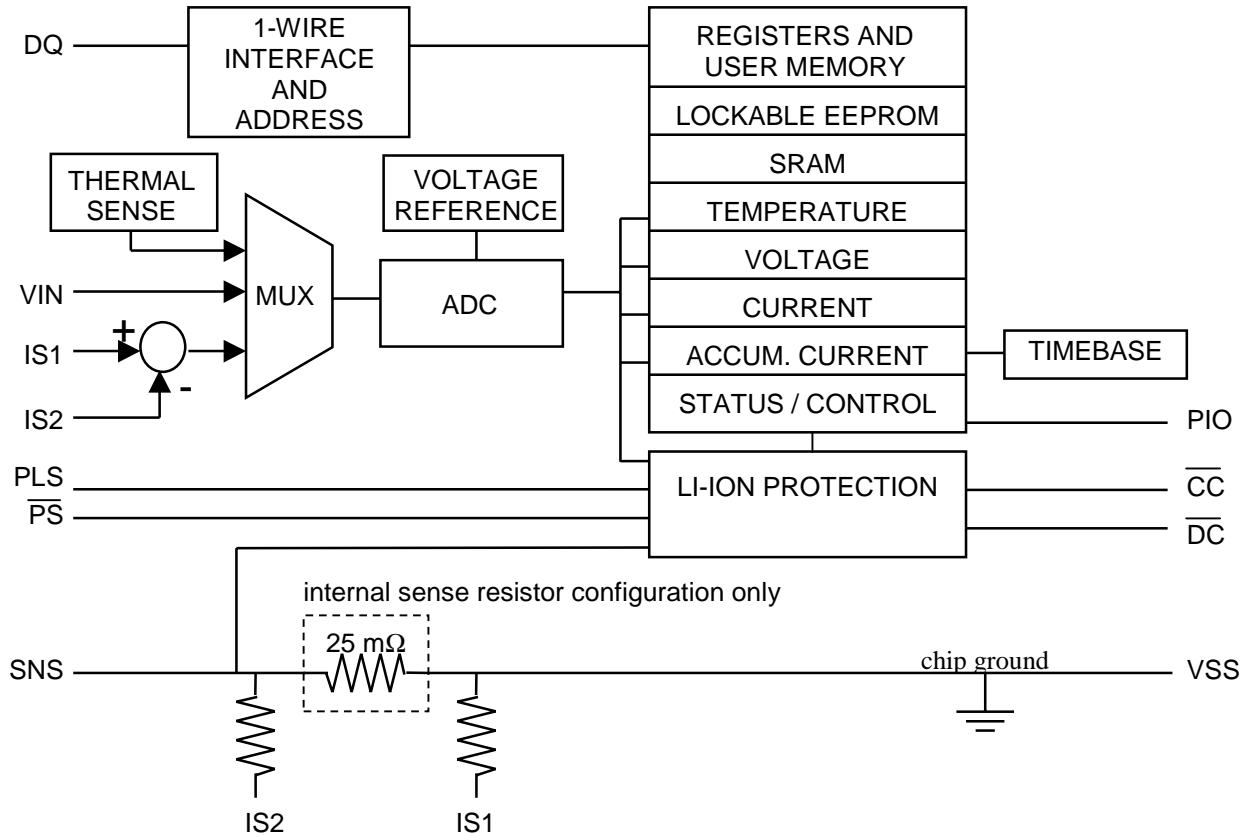 DQ
1-WIRE
INTERFACE
AND
ADDRESS
REGISTERS AND
USER MEMORY
LOCKABLE EEPROM
SRAM
TEMPERATURE
VOLTAGE
CURRENT
ACCUM. CURRENT
STATUS / CONTROL
THERMAL
SENSE
VOLTAGE
REFERENCE
VIN
MUX
ADC
IS1
+
-
IS2
TIMEBASE
PIO
PLS
PS
LI-ION PROTECTION
CC
DC
internal sense resistor configuration only
25 mΩ
SNS
chip ground
VSS
IS2
IS1